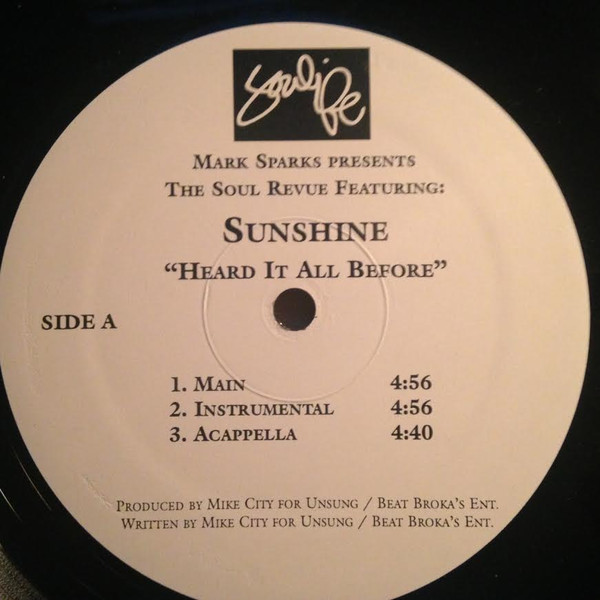 Soulife
Mark Sparks presents
The Soul Revue Featuring:
Sunshine
“Heard It All Before”
SIDE A
1. Main 4:56
2. Instrumental 4:56
3. Acappella 4:40
Produced by Mike City for Unsung / Beat Broka's Ent.
Written by Mike City for Unsung / Beat Broka's Ent.